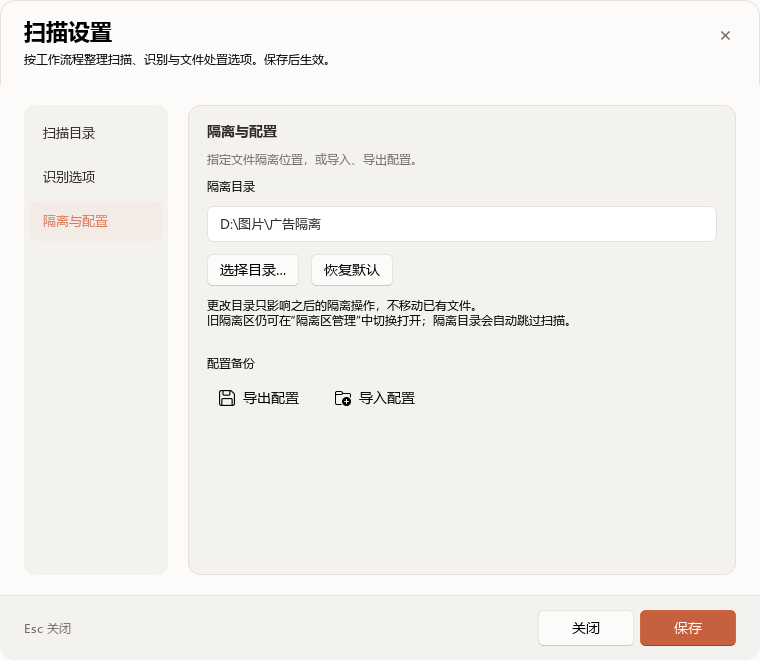 扫描设置
按工作流程整理扫描、识别与文件处置选项。保存后生效。
扫描目录
识别选项
隔离与配置
隔离与配置
指定文件隔离位置，或导入、导出配置。
隔离目录
D:\图片\广告隔离
选择目录...
恢复默认
更改目录只影响之后的隔离操作，不移动已有文件。
旧隔离区仍可在"隔离区管理"中切换打开；隔离目录会自动跳过扫描。
配置备份
导出配置
导入配置
Esc 关闭
关闭
保存